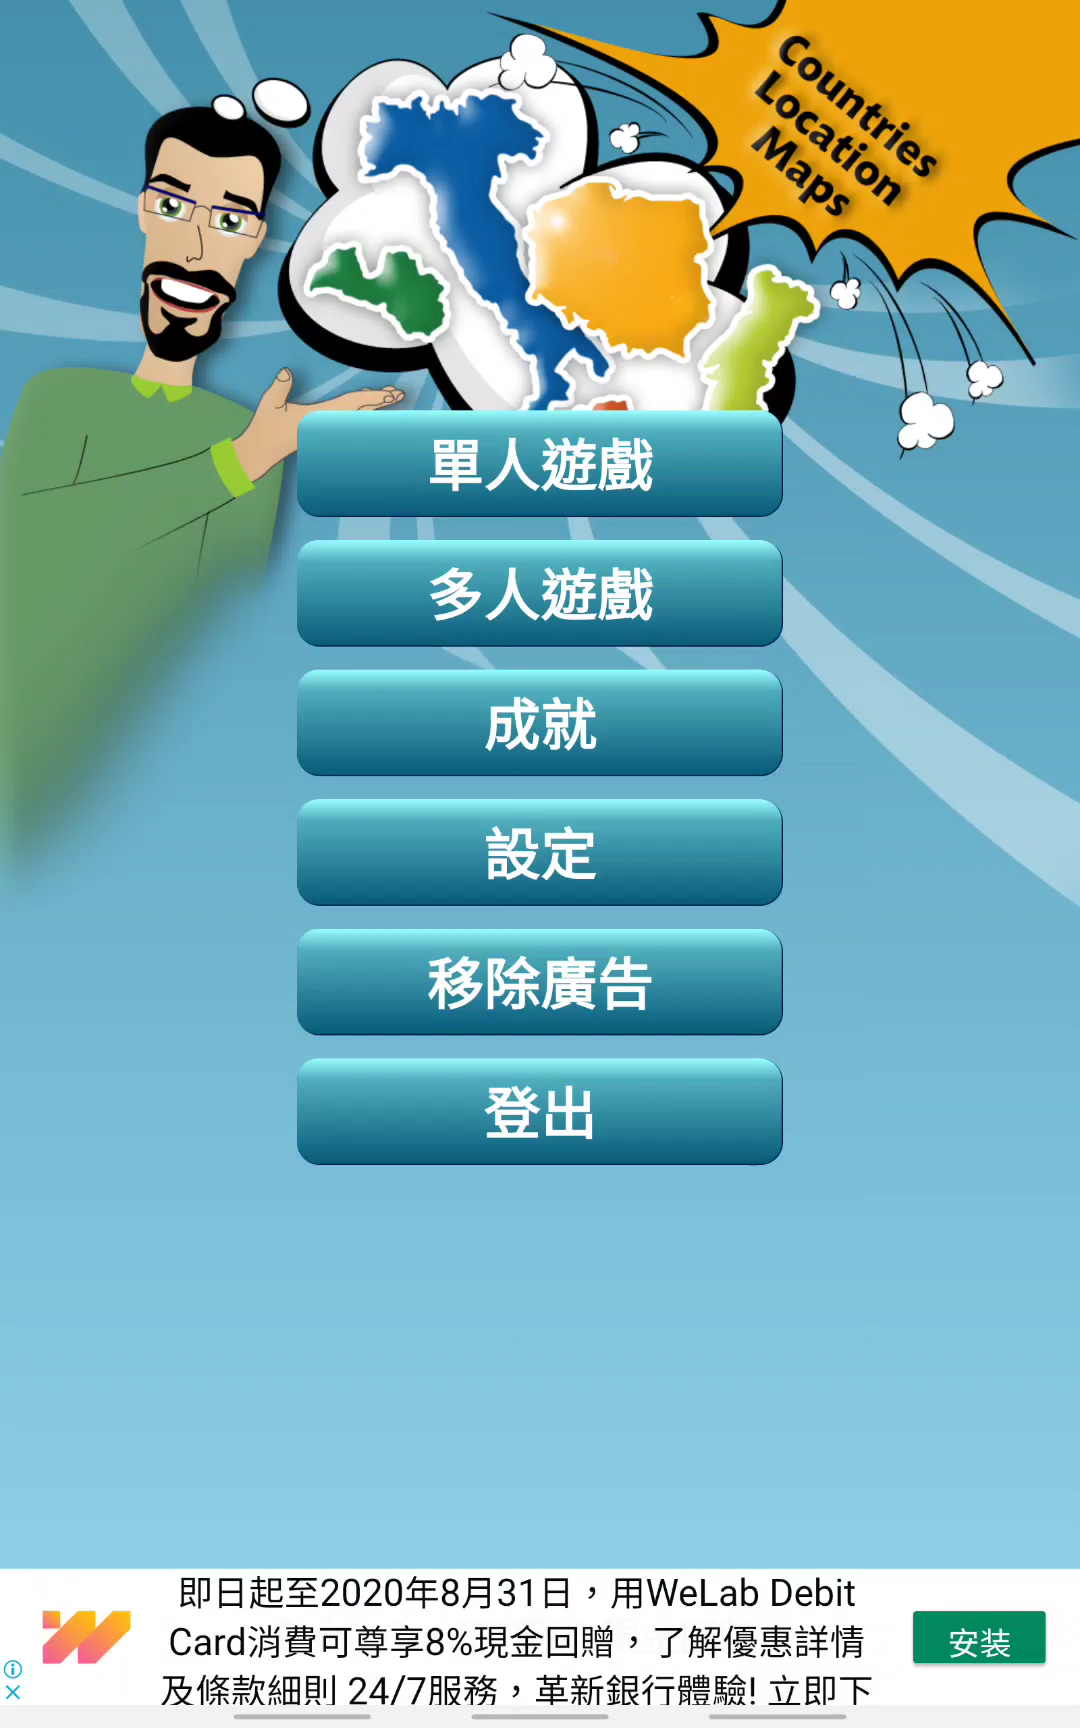 Countries
Location
Maps
單人遊戲
多人遊戲
成就
設定
移除廣告
登出
即日起至2020年8月31日，用WeLab Debit
Card消費可尊享8%現金回贈，了解優惠詳情
及條款細則 24/7服務，革新銀行體驗! 立即下
安装